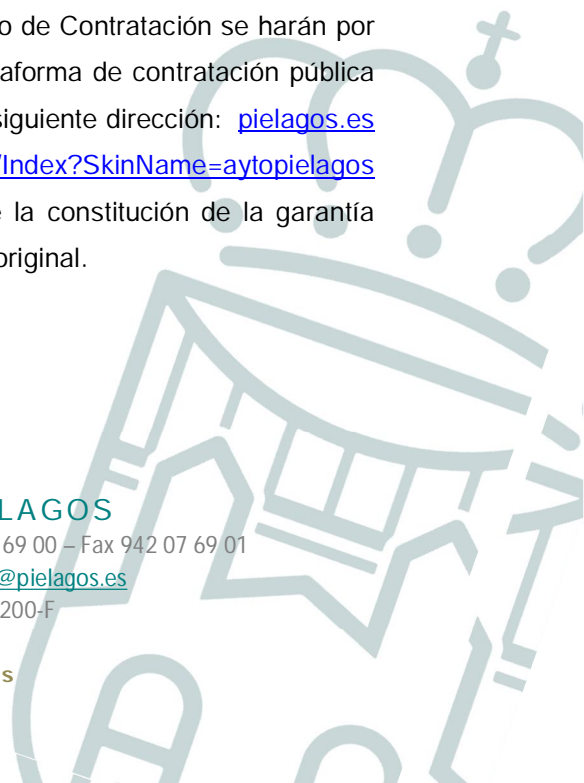 o de Contratación se harán por
aforma de contratación pública
siguiente dirección: pielagos.es
/Index?SkinName=aytopielagos
e la constitución de la garantía
original.
LAGOS
69 00 – Fax 942 07 69 01
@pielagos.es
200-F
s